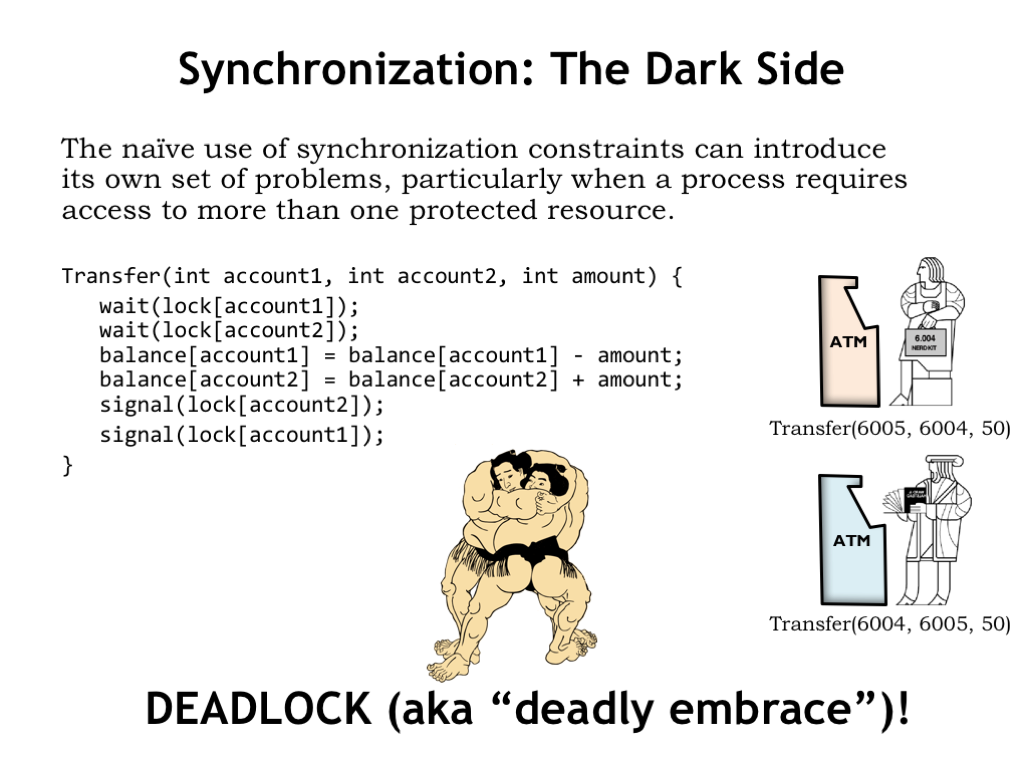 Synchronization: The Dark Side
The naïve use of synchronization constraints can introduce
its own set of problems, particularly when a process requires
access to more than one protected resource.
Transfer(int account1, int account2, int amount) {
wait(lock[account1]);
wait(lock[account2]);
balance[account1] = balance[account1] - amount;
balance[account2] = balance[account2] + amount;
signal(lock[account2]);
signal(lock[account1]);
}
ATM
6.004
NERD KIT
Transfer(6005, 6004, 50)
ATM
Transfer(6004, 6005, 50)
DEADLOCK (aka “deadly embrace”)!